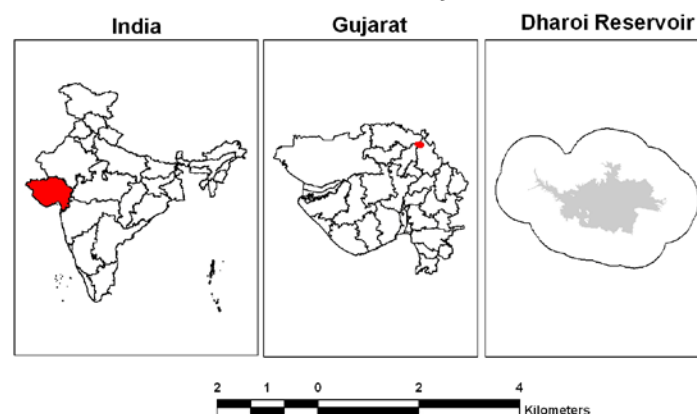 India
Gujarat
Dharoi Reservoir
2 1 0 2 4
Kilometers